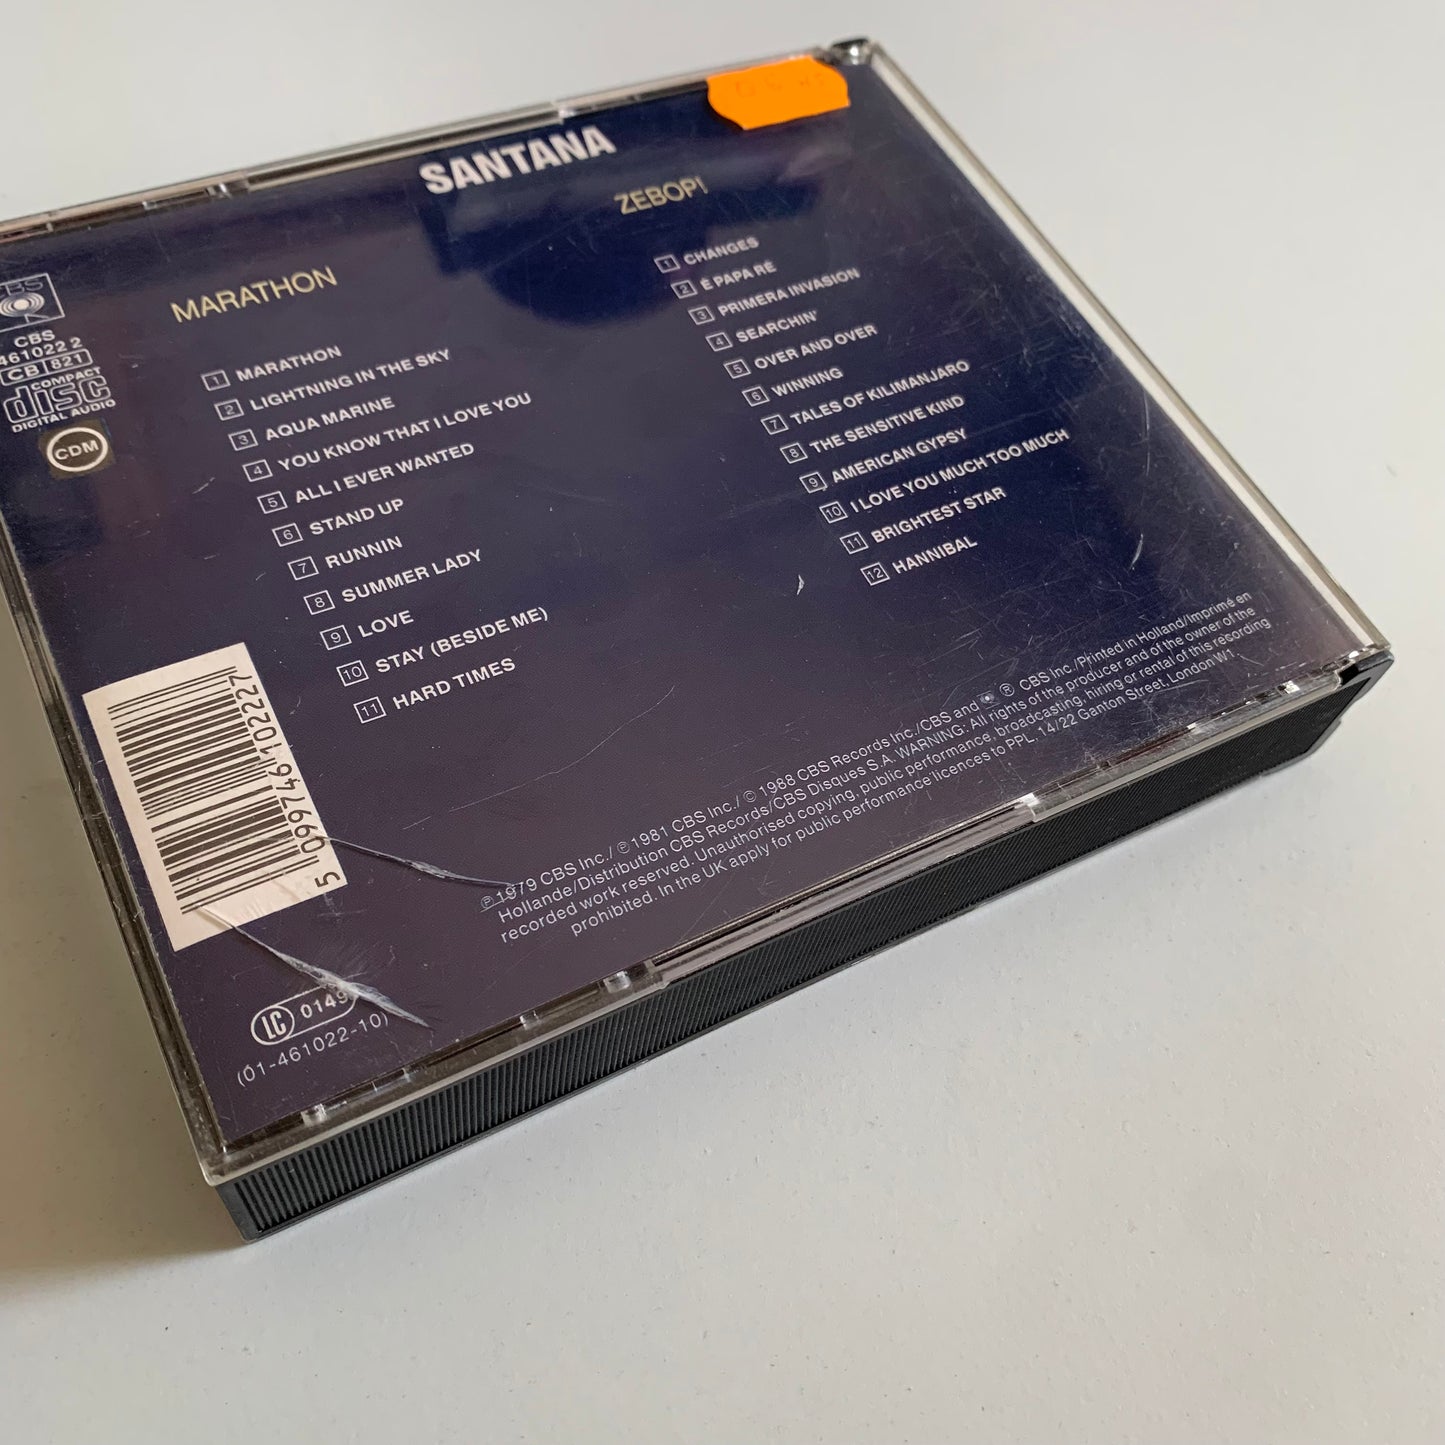 SANTANA
MARATHON
1 MARATHON
2 LIGHTNING IN THE SKY
3 AQUA MARINE
4 YOU KNOW THAT I LOVE YOU
5 ALL I EVER WANTED
6 STAND UP
7 RUNNIN
8 SUMMER LADY
9 LOVE
10 STAY (BESIDE ME)
11 HARD TIMES
ZEBOP!
1 CHANGES
2 É PAPA RÉ
3 PRIMERA INVASION
4 SEARCHIN'
5 OVER AND OVER
6 WINNING
7 TALES OF KILIMANJARO
8 THE SENSITIVE KIND
9 AMERICAN GYPSY
10 I LOVE YOU MUCH TOO MUCH
11 BRIGHTEST STAR
12 HANNIBAL
CBS
CBS
461022 2
CB 821
COMPACT
disc
DIGITAL AUDIO
CDM
5 099746 102227
LC 0149
(01-461022-10)
℗ 1979 CBS Inc./℗ 1981 CBS Inc./© 1988 CBS Records Inc./CBS and ® CBS Inc./Printed in Holland/Imprimé en
Hollande/Distribution CBS Records/CBS Disques S.A. WARNING: All rights of the producer and of the owner of the
recorded work reserved. Unauthorised copying, public performance, broadcasting, hiring or rental of this recording
prohibited. In the UK apply for public performance licences to PPL, 14/22 Ganton Street, London W1.